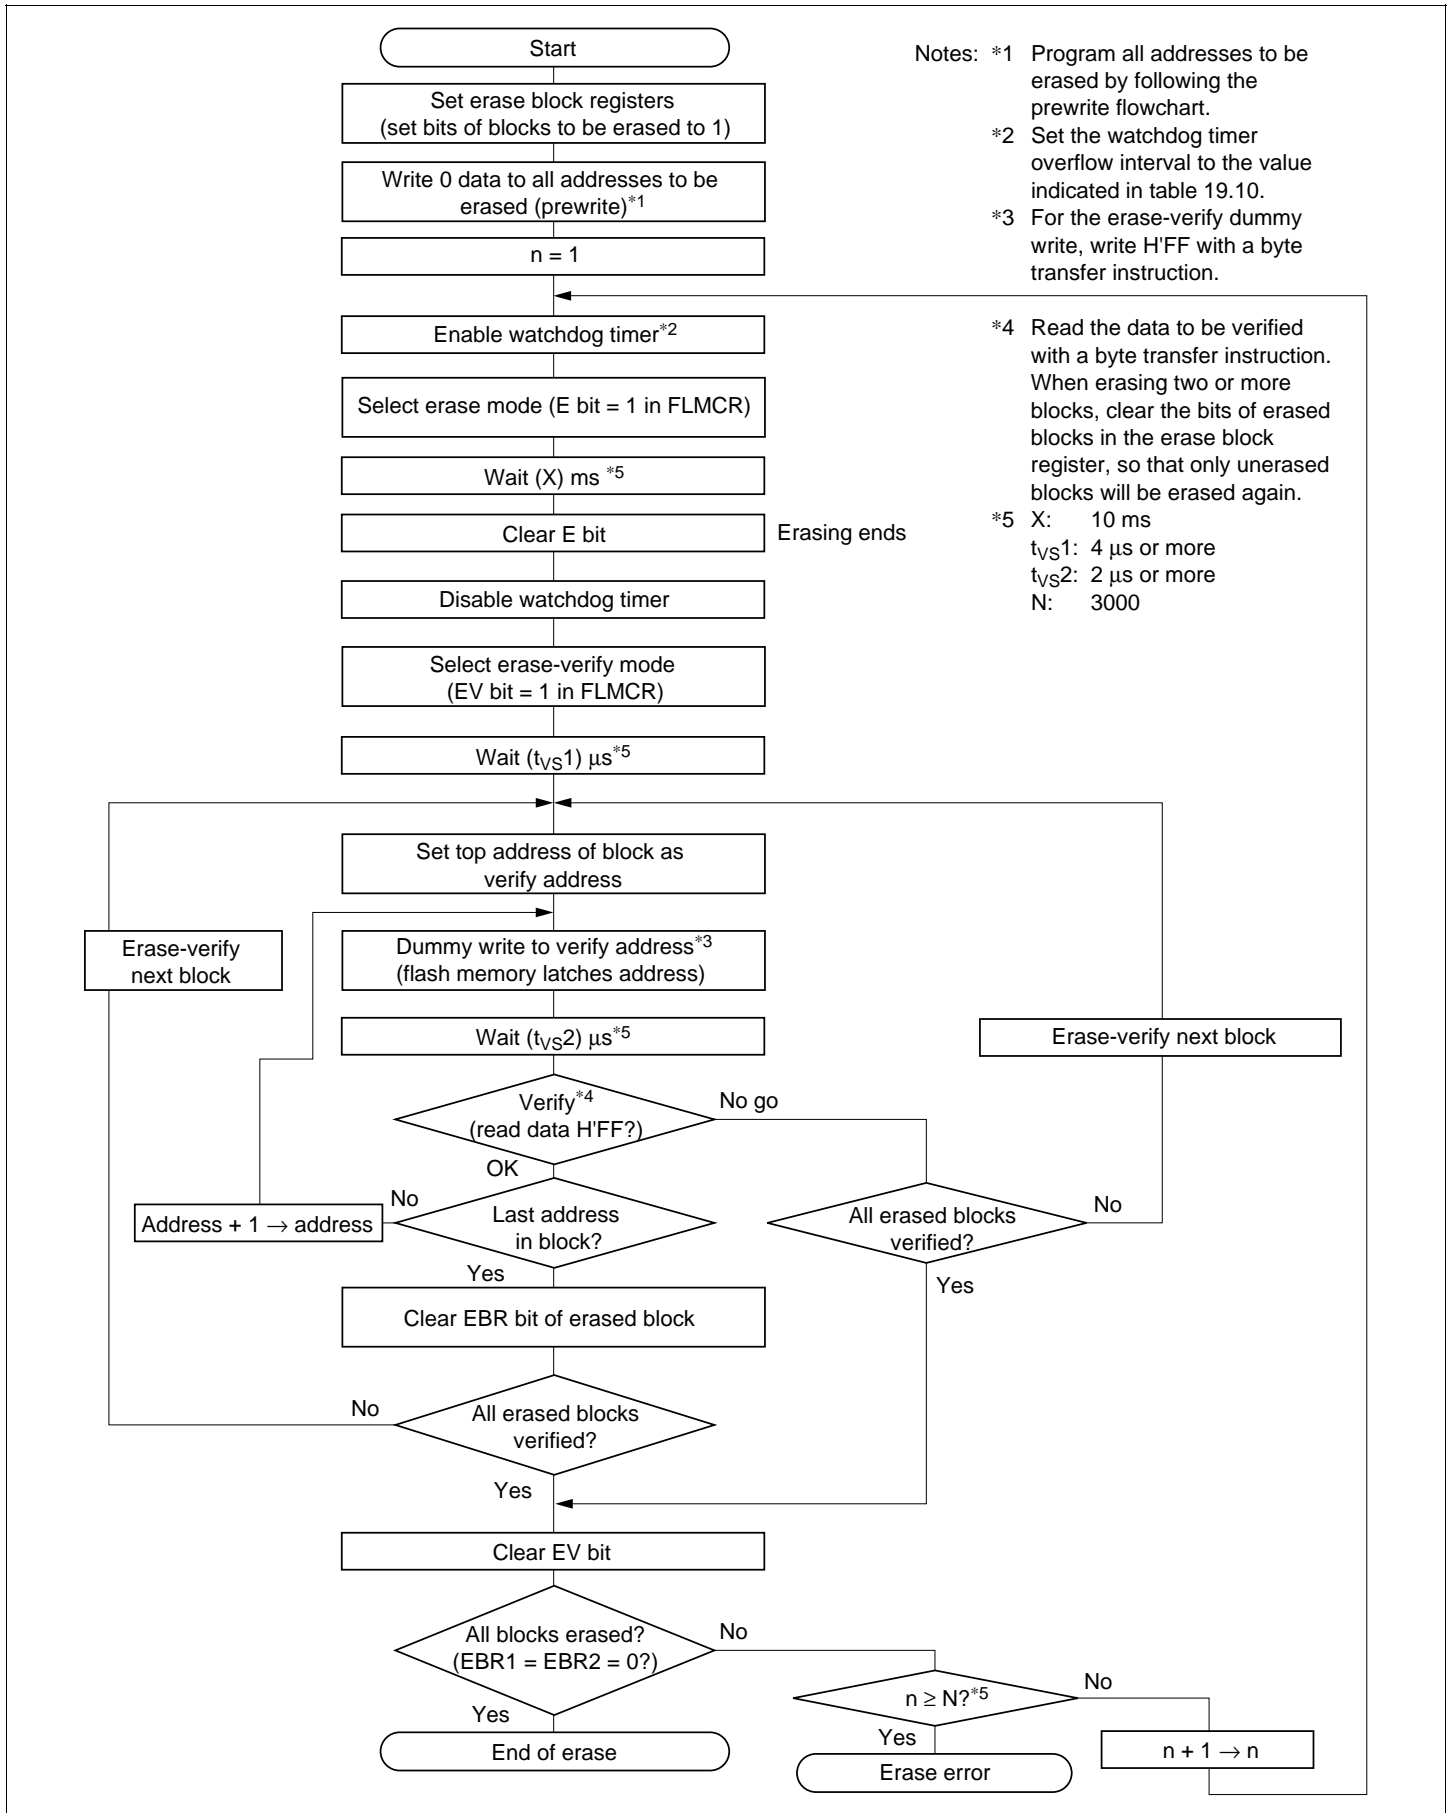 Start
Set erase block registers
(set bits of blocks to be erased to 1)
Write 0 data to all addresses to be
erased (prewrite)*1
n = 1
Enable watchdog timer*2
Select erase mode (E bit = 1 in FLMCR)
Wait (X) ms *5
Clear E bit
Erasing ends
Disable watchdog timer
Select erase-verify mode
(EV bit = 1 in FLMCR)
Wait (tVS1) μs*5
Set top address of block as
verify address
Erase-verify
next block
Dummy write to verify address*3
(flash memory latches address)
Wait (tVS2) μs*5
Erase-verify next block
Verify*4
(read data H'FF?)
No go
OK
No
Address + 1 → address
Last address
in block?
All erased blocks
verified?
No
Yes
Yes
Clear EBR bit of erased block
No
All erased blocks
verified?
Yes
Clear EV bit
All blocks erased?
(EBR1 = EBR2 = 0?)
No
n ≥ N?*5
No
Yes
Yes
End of erase
Erase error
n + 1 → n
Notes: *1 Program all addresses to be
erased by following the
prewrite flowchart.
*2 Set the watchdog timer
overflow interval to the value
indicated in table 19.10.
*3 For the erase-verify dummy
write, write H'FF with a byte
transfer instruction.
*4 Read the data to be verified
with a byte transfer instruction.
When erasing two or more
blocks, clear the bits of erased
blocks in the erase block
register, so that only unerased
blocks will be erased again.
*5 X: 10 ms
tVS1: 4 μs or more
tVS2: 2 μs or more
N: 3000